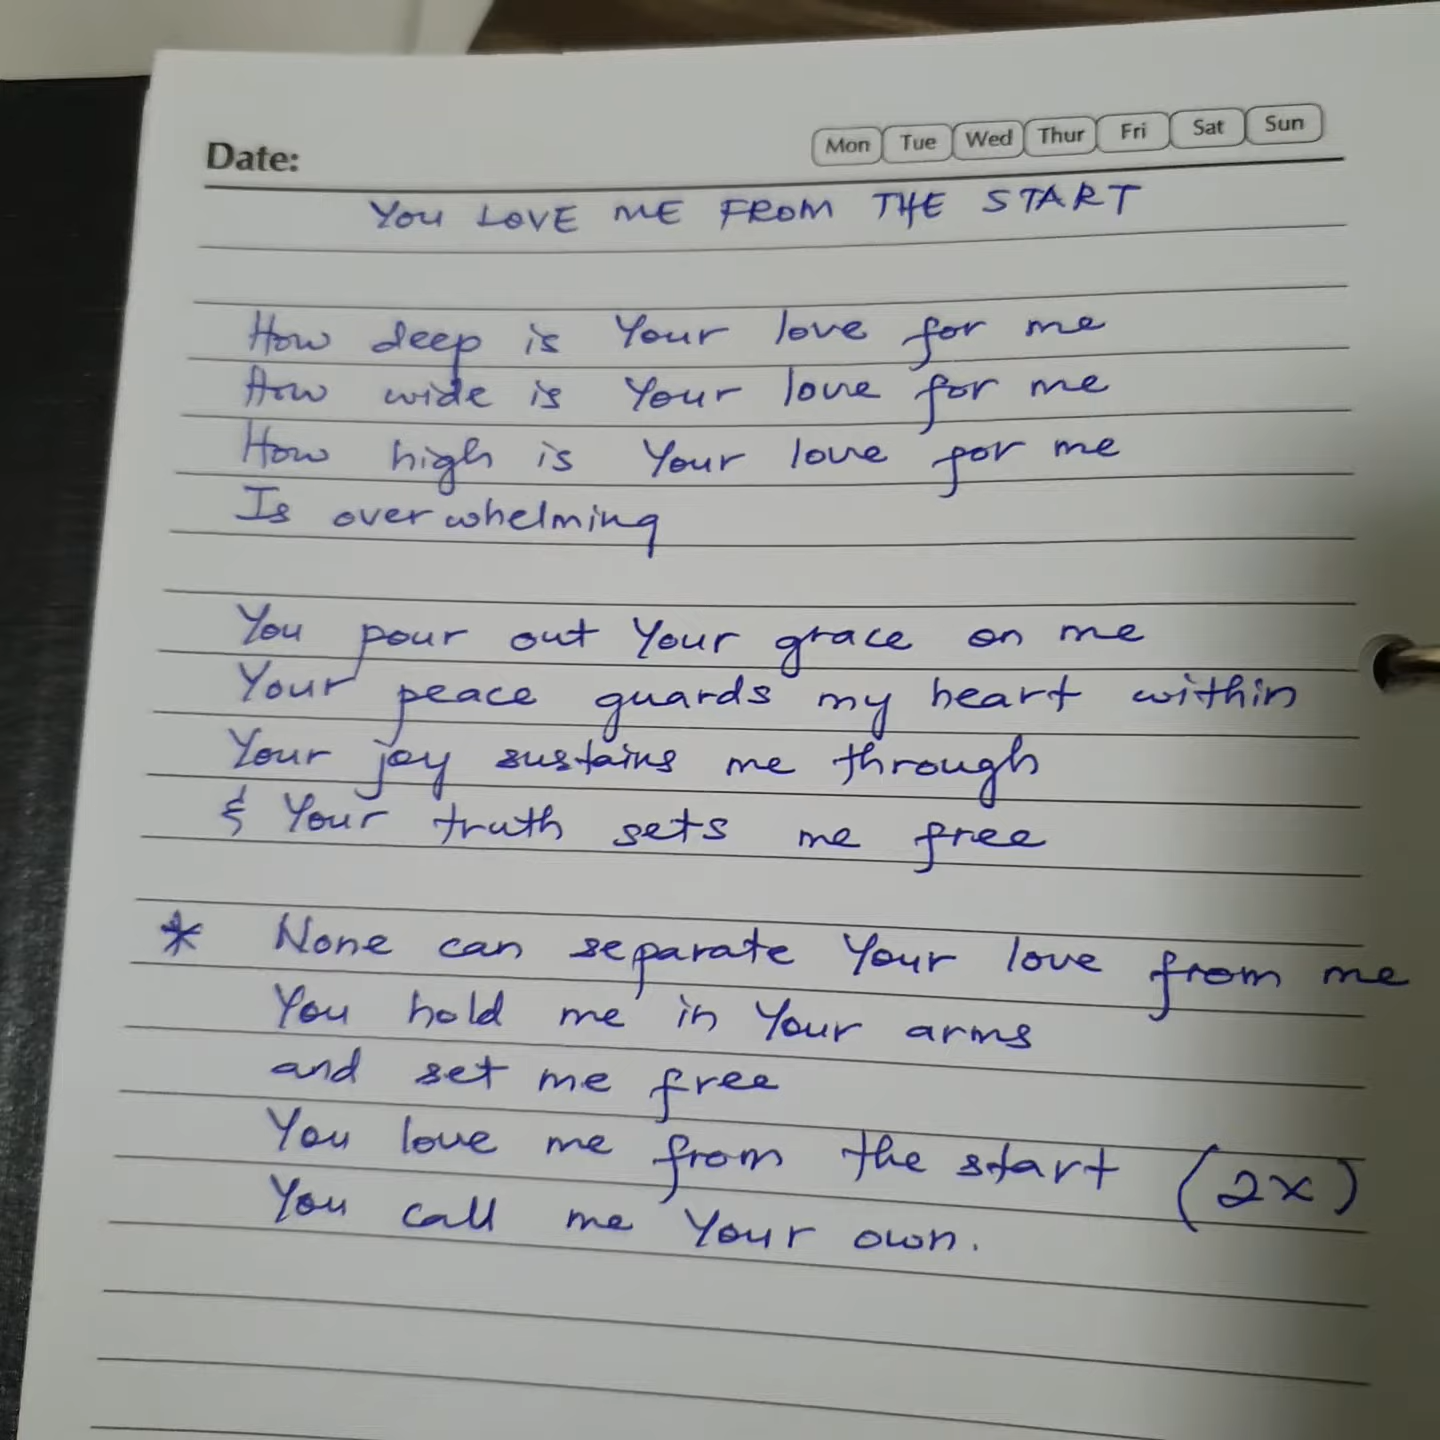 Date:
Mon Tue Wed Thur Fri Sat Sun
YOU LOVE ME FROM THE START
How deep is Your love for me
How wide is Your love for me
How high is Your love for me
Is overwhelming
You pour out Your grace on me
Your peace guards my heart within
Your joy sustains me through
& Your truth sets me free
* None can separate Your love from me
You hold me in Your arms
and set me free
You love me from the start (2x)
You call me Your own.